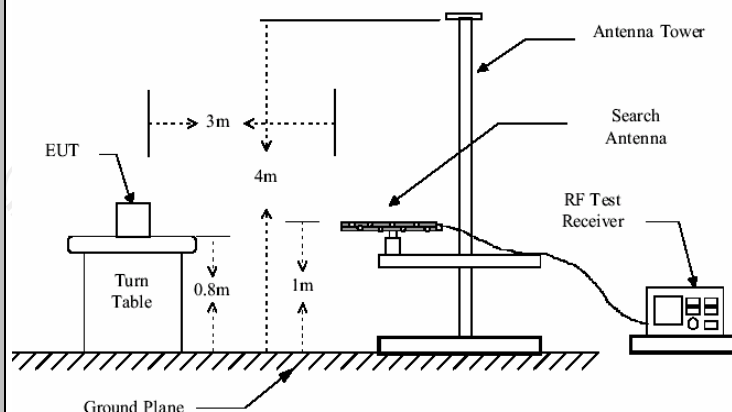 Antenna Tower
3m
Search
Antenna
EUT
4m
RF Test
Receiver
Turn
Table
0.8m
1m
Ground Plane